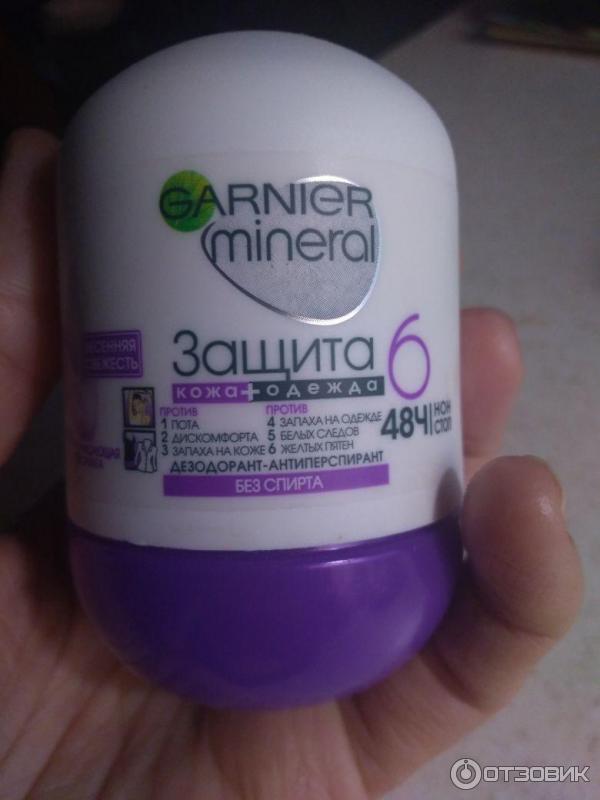 GARNIER
mineral
Защита 6
кожа+одежда
ВЕСЕННЯЯ
СВЕЖЕСТЬ
ПРОТИВ
1 ПОТА
2 ДИСКОМФОРТА
3 ЗАПАХА НА КОЖЕ
ПРОТИВ
4 ЗАПАХА НА ОДЕЖДЕ
5 БЕЛЫХ СЛЕДОВ
6 ЖЕЛТЫХ ПЯТЕН
48Ч НОН
СТОП
ДЕЗОДОРАНТ-АНТИПЕРСПИРАНТ
БЕЗ СПИРТА
ОТЗОВИК